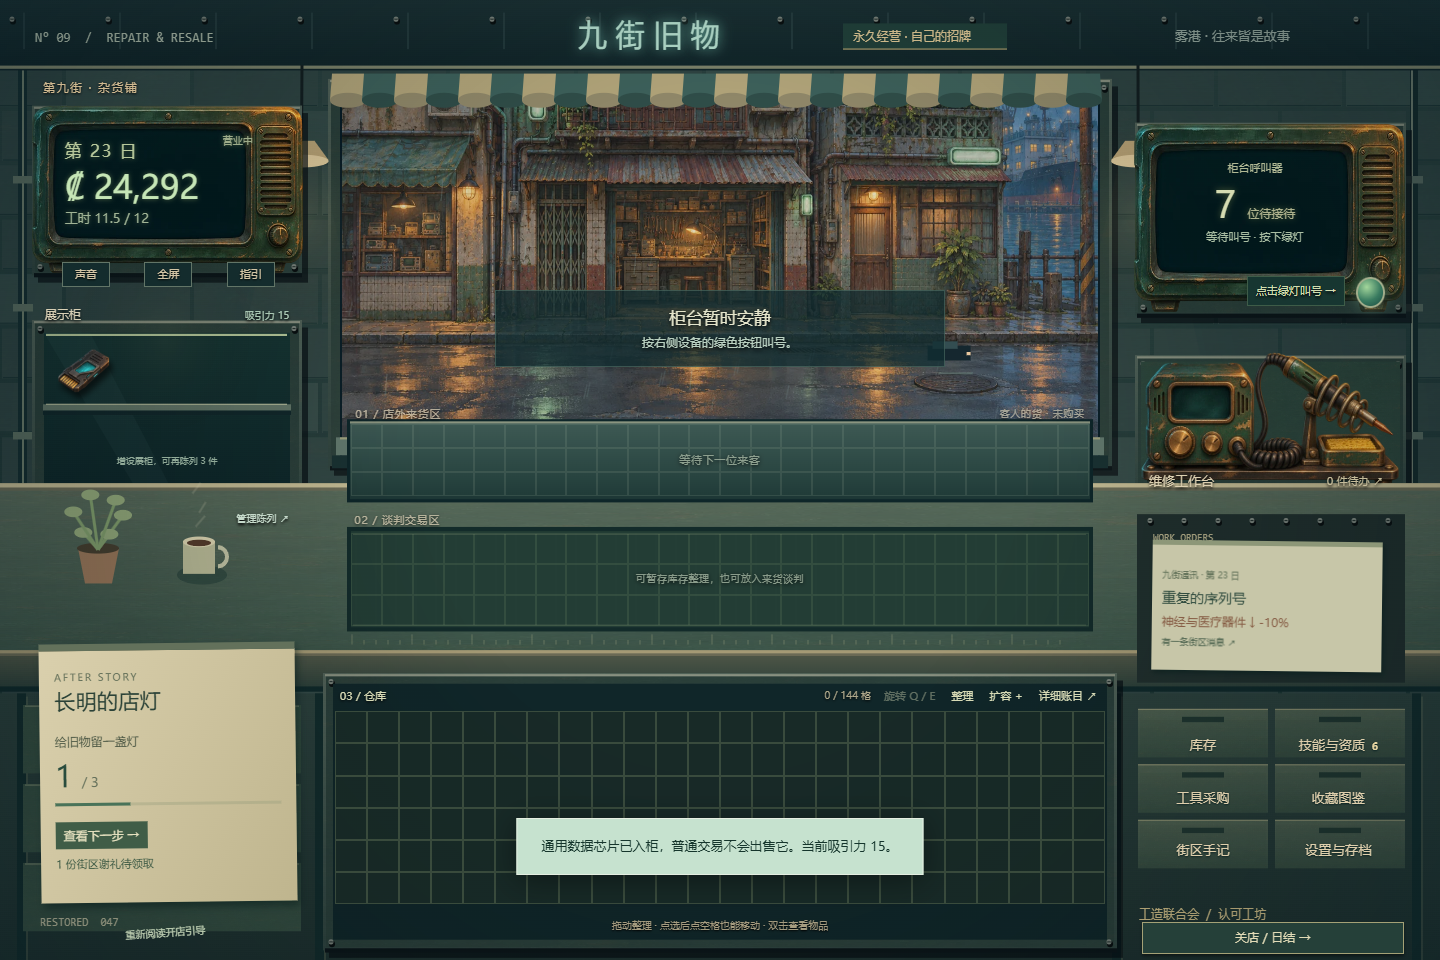 Nº 09 / REPAIR & RESALE
九街旧物
永久经营 · 自己的招牌
雾港 · 往来皆是故事
第九街 · 杂货铺
营业中
第 23 日
₡ 24,292
工时 11.5 / 12
声音
全屏
指引
展示柜
吸引力 15
增设展柜，可再陈列 3 件
管理陈列 ↗
柜台暂时安静
按右侧设备的绿色按钮叫号。
01 / 店外来货区
客人的货 · 未购买
等待下一位来客
02 / 谈判交易区
可暂存库存整理，也可放入来货谈判
柜台呼叫器
7 位待接待
等待叫号 · 按下绿灯
点击绿灯叫号 →
维修工作台
0 件待办 ↗
WORK ORDERS
九街通讯 · 第 23 日
重复的序列号
神经与医疗器件 ↓ -10%
有一条街区消息 ↗
AFTER STORY
长明的店灯
给旧物留一盏灯
1 / 3
查看下一步 →
1 份街区谢礼待领取
RESTORED 047
重新阅读开店引导
03 / 仓库
0 / 144 格
旋转 Q / E
整理
扩容 +
详细账目 ↗
通用数据芯片已入柜，普通交易不会出售它。当前吸引力 15。
拖动整理 · 点选后点空格也能移动 · 双击查看物品
库存
技能与资质 6
工具采购
收藏图鉴
街区手记
设置与存档
工造联合会 / 认可工坊
关店 / 日结 →